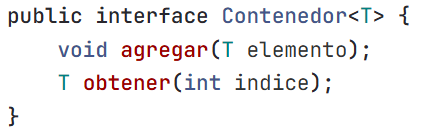 public interface Contenedor<T> {
    void agregar(T elemento);
    T obtener(int indice);
}